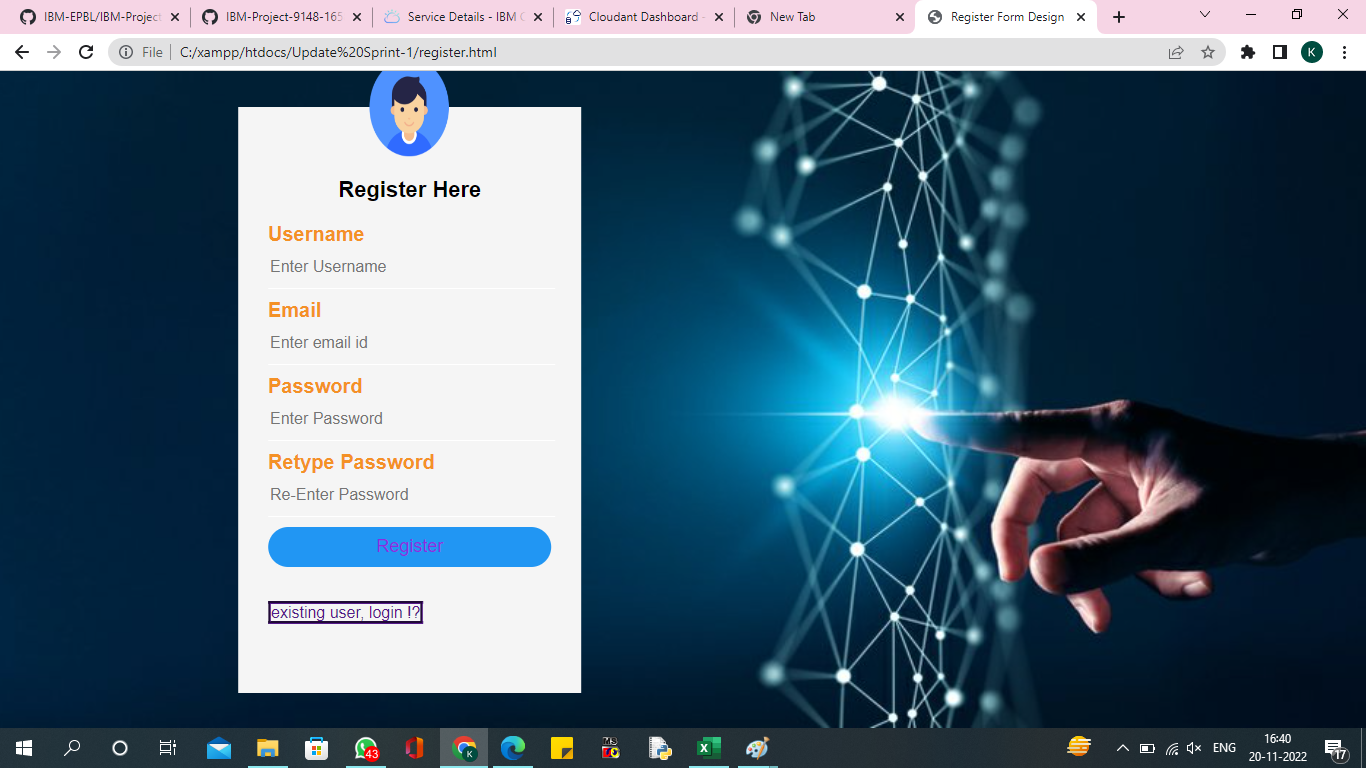 IBM-EPBL/IBM-Project
IBM-Project-9148-165
Service Details - IBM C
Cloudant Dashboard -
New Tab
Register Form Design
File
C:/xampp/htdocs/Update%20Sprint-1/register.html
K
Register Here
Username
Enter Username
Email
Enter email id
Password
Enter Password
Retype Password
Re-Enter Password
Register
existing user, login !?
43
K
ENG
16:40
20-11-2022
17